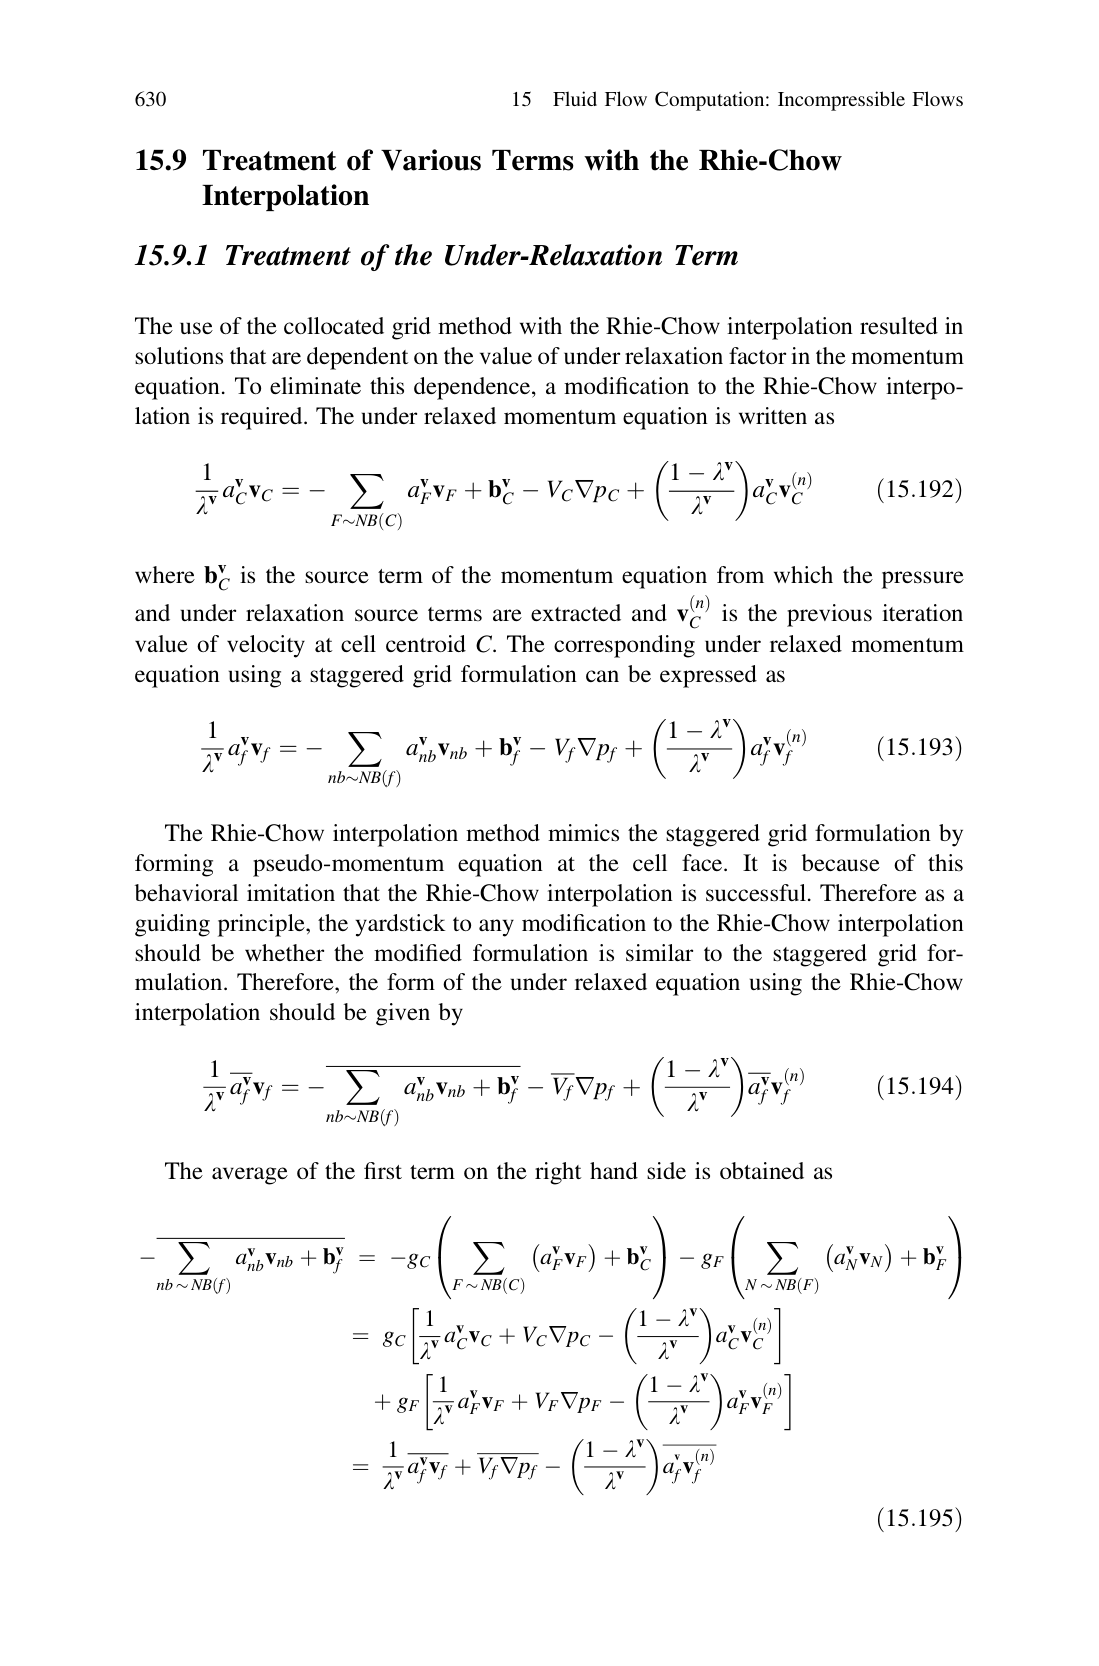 630 15 Fluid Flow Computation: Incompressible Flows
15.9 Treatment of Various Terms with the Rhie-Chow
Interpolation
15.9.1 Treatment of the Under-Relaxation Term
The use of the collocated grid method with the Rhie-Chow interpolation resulted in
solutions that are dependent on the value of under relaxation factor in the momentum
equation. To eliminate this dependence, a modification to the Rhie-Chow interpo-
lation is required. The under relaxed momentum equation is written as
$\frac{1}{\lambda^{\mathbf{v}}} a_C^{\mathbf{v}} \mathbf{v}_C = -\sum_{F \sim NB(C)} a_F^{\mathbf{v}} \mathbf{v}_F + \mathbf{b}_C^{\mathbf{v}} - V_C \nabla p_C + \left(\frac{1 - \lambda^{\mathbf{v}}}{\lambda^{\mathbf{v}}}\right) a_C^{\mathbf{v}} \mathbf{v}_C^{(n)}$ (15.192)
where $\mathbf{b}_C^{\mathbf{v}}$ is the source term of the momentum equation from which the pressure
and under relaxation source terms are extracted and $\mathbf{v}_C^{(n)}$ is the previous iteration
value of velocity at cell centroid C. The corresponding under relaxed momentum
equation using a staggered grid formulation can be expressed as
$\frac{1}{\lambda^{\mathbf{v}}} a_f^{\mathbf{v}} \mathbf{v}_f = -\sum_{nb \sim NB(f)} a_{nb}^{\mathbf{v}} \mathbf{v}_{nb} + \mathbf{b}_f^{\mathbf{v}} - V_f \nabla p_f + \left(\frac{1 - \lambda^{\mathbf{v}}}{\lambda^{\mathbf{v}}}\right) a_f^{\mathbf{v}} \mathbf{v}_f^{(n)}$ (15.193)
The Rhie-Chow interpolation method mimics the staggered grid formulation by
forming a pseudo-momentum equation at the cell face. It is because of this
behavioral imitation that the Rhie-Chow interpolation is successful. Therefore as a
guiding principle, the yardstick to any modification to the Rhie-Chow interpolation
should be whether the modified formulation is similar to the staggered grid for-
mulation. Therefore, the form of the under relaxed equation using the Rhie-Chow
interpolation should be given by
$\frac{1}{\lambda^{\mathbf{v}}} \overline{a_f^{\mathbf{v}}} \mathbf{v}_f = -\overline{\sum_{nb \sim NB(f)} a_{nb}^{\mathbf{v}} \mathbf{v}_{nb} + \mathbf{b}_f^{\mathbf{v}}} - \overline{V_f} \nabla p_f + \left(\frac{1 - \lambda^{\mathbf{v}}}{\lambda^{\mathbf{v}}}\right) \overline{a_f^{\mathbf{v}}} \mathbf{v}_f^{(n)}$ (15.194)
The average of the first term on the right hand side is obtained as
$-\overline{\sum_{nb \sim NB(f)} a_{nb}^{\mathbf{v}} \mathbf{v}_{nb} + \mathbf{b}_f^{\mathbf{v}}} = -g_C \left(\sum_{F \sim NB(C)} \left(a_F^{\mathbf{v}} \mathbf{v}_F\right) + \mathbf{b}_C^{\mathbf{v}}\right) - g_F \left(\sum_{N \sim NB(F)} \left(a_N^{\mathbf{v}} \mathbf{v}_N\right) + \mathbf{b}_F^{\mathbf{v}}\right)$
$= g_C \left[\frac{1}{\lambda^{\mathbf{v}}} a_C^{\mathbf{v}} \mathbf{v}_C + V_C \nabla p_C - \left(\frac{1 - \lambda^{\mathbf{v}}}{\lambda^{\mathbf{v}}}\right) a_C^{\mathbf{v}} \mathbf{v}_C^{(n)}\right]$
$+ g_F \left[\frac{1}{\lambda^{\mathbf{v}}} a_F^{\mathbf{v}} \mathbf{v}_F + V_F \nabla p_F - \left(\frac{1 - \lambda^{\mathbf{v}}}{\lambda^{\mathbf{v}}}\right) a_F^{\mathbf{v}} \mathbf{v}_F^{(n)}\right]$
$= \frac{1}{\lambda^{\mathbf{v}}} \overline{a_f^{\mathbf{v}} \mathbf{v}_f} + \overline{V_f \nabla p_f} - \left(\frac{1 - \lambda^{\mathbf{v}}}{\lambda^{\mathbf{v}}}\right) \overline{a_f^{\mathbf{v}} \mathbf{v}_f^{(n)}}$
(15.195)